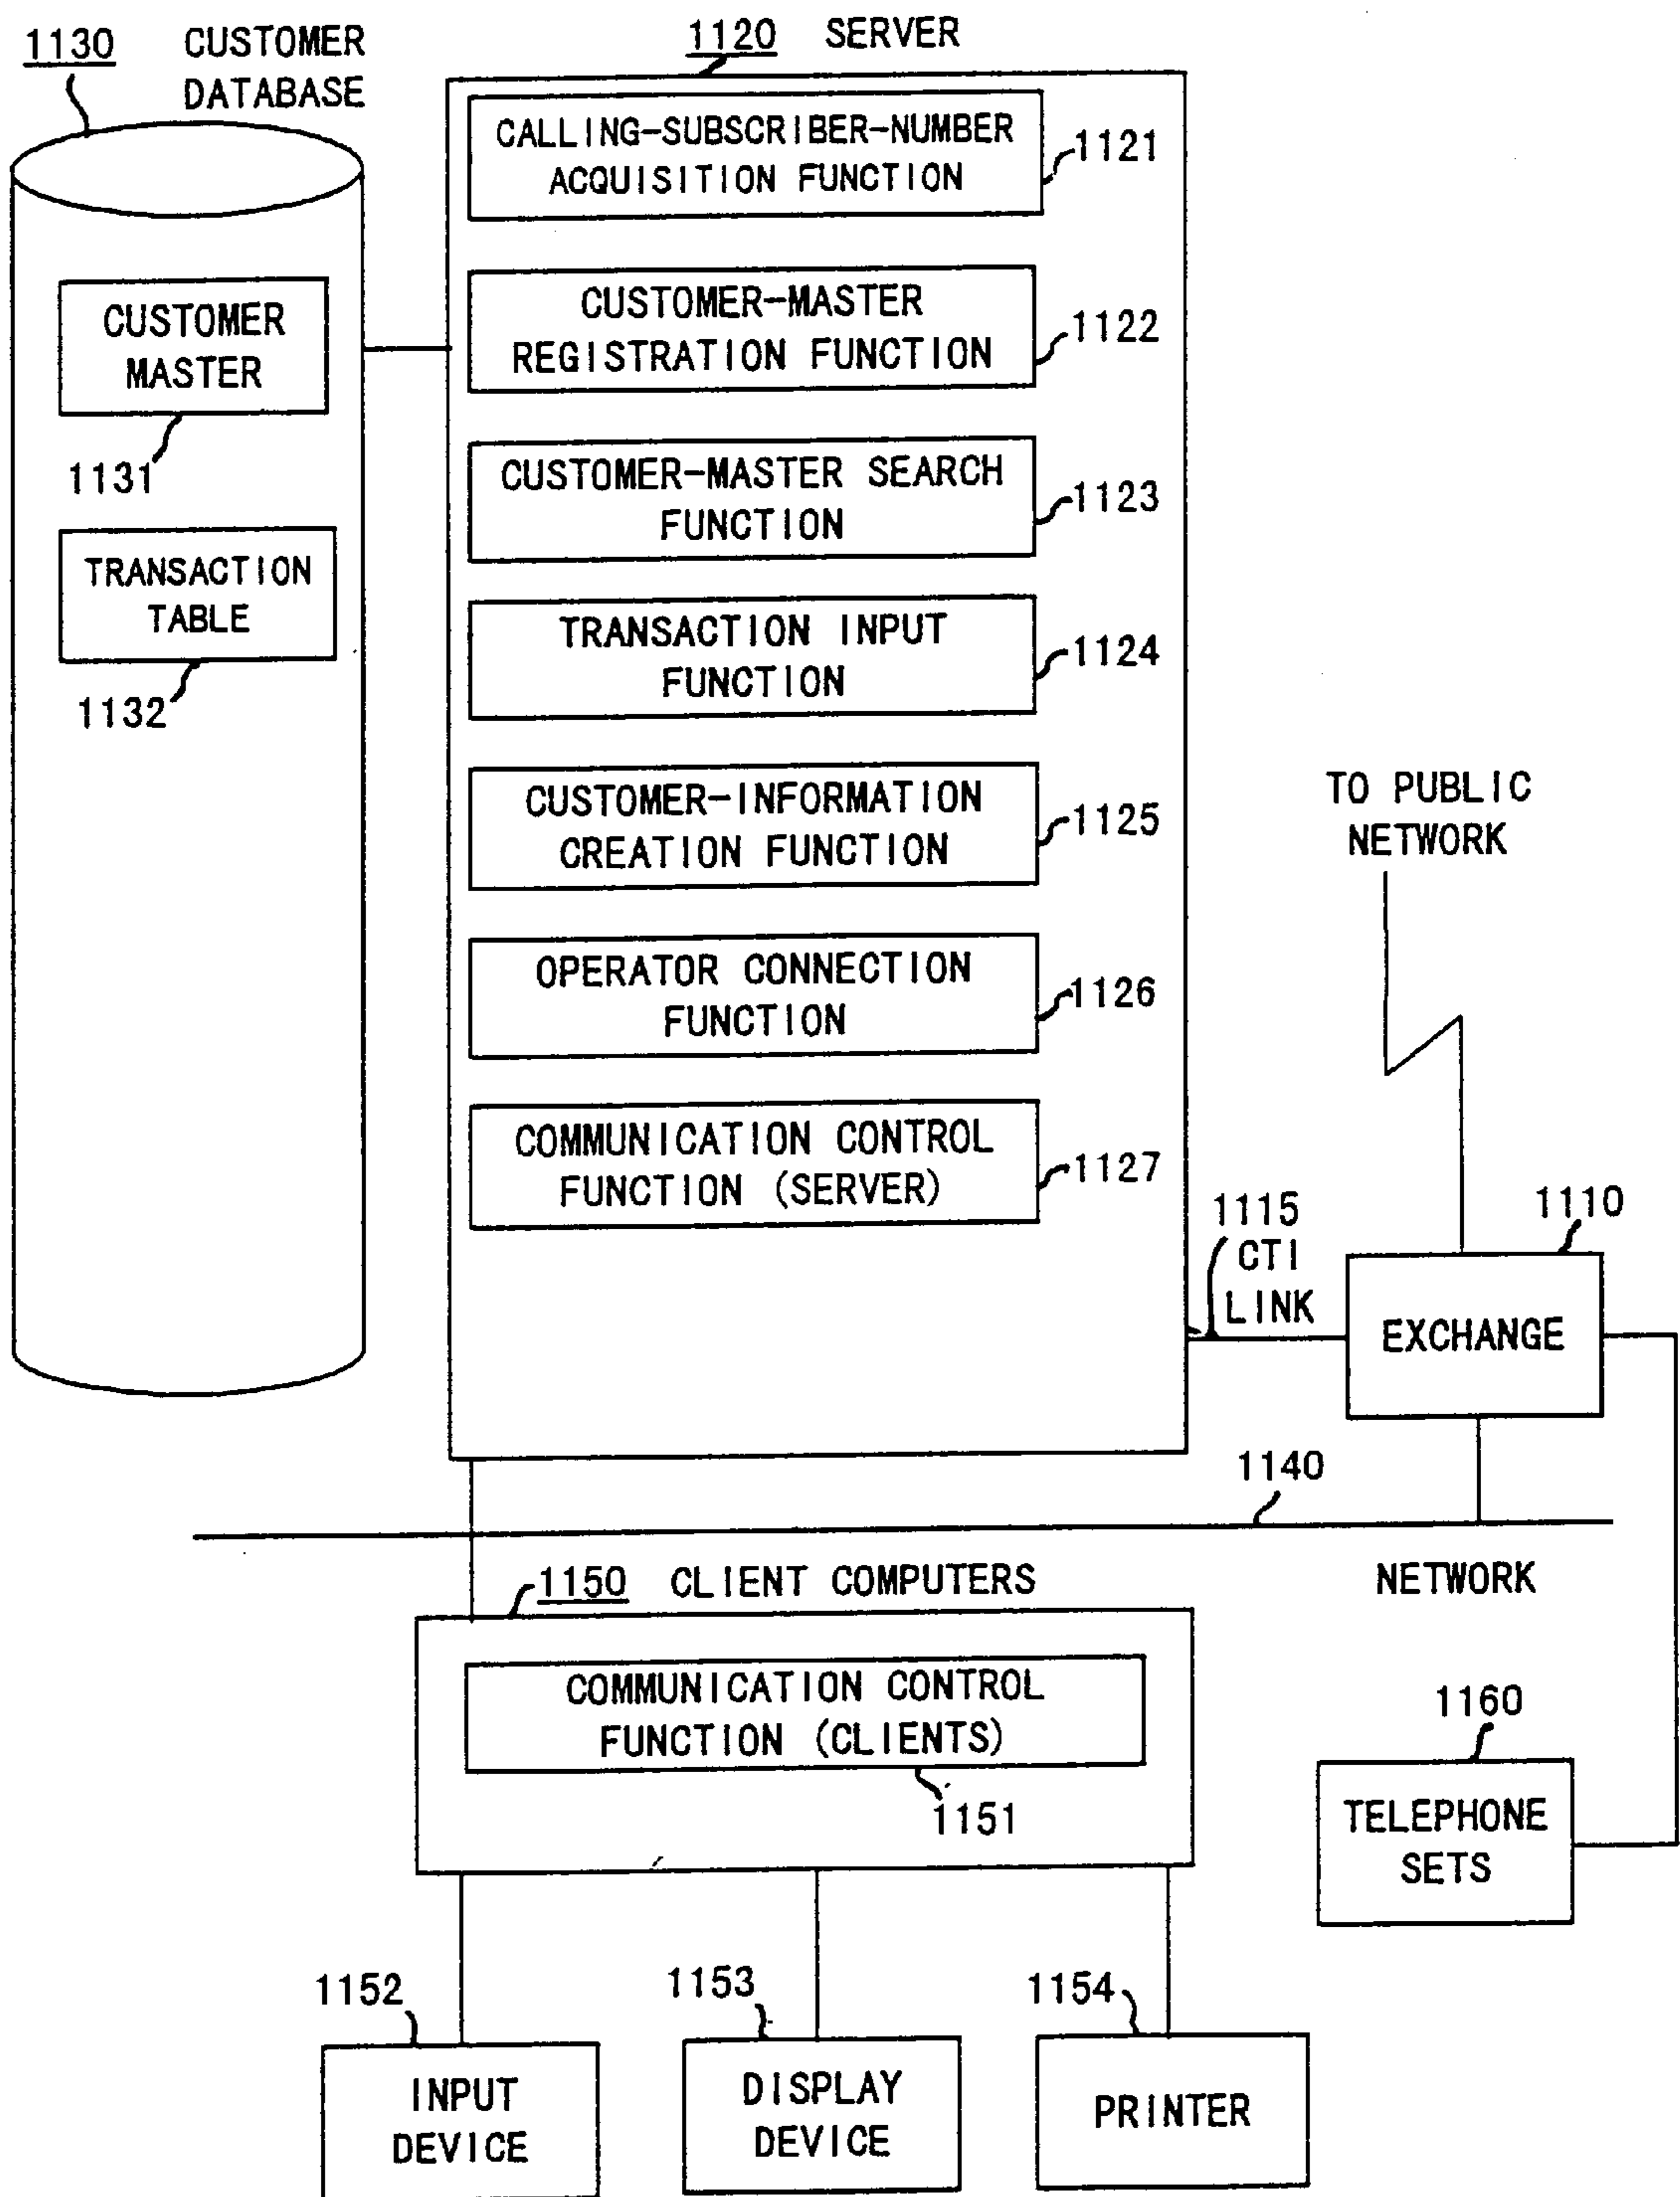 1130 CUSTOMER
DATABASE
1120 SERVER
CALLING-SUBSCRIBER-NUMBER
ACQUISITION FUNCTION
1121
CUSTOMER-MASTER
REGISTRATION FUNCTION
1122
CUSTOMER
MASTER
1131
CUSTOMER-MASTER SEARCH
FUNCTION
1123
TRANSACTION
TABLE
1132
TRANSACTION INPUT
FUNCTION
1124
CUSTOMER-INFORMATION
CREATION FUNCTION
1125
TO PUBLIC
NETWORK
OPERATOR CONNECTION
FUNCTION
1126
COMMUNICATION CONTROL
FUNCTION (SERVER)
1127
1115
CTI
LINK
1110
EXCHANGE
1140
NETWORK
1150 CLIENT COMPUTERS
COMMUNICATION CONTROL
FUNCTION (CLIENTS)
1151
1160
TELEPHONE
SETS
1152
INPUT
DEVICE
1153
DISPLAY
DEVICE
1154
PRINTER